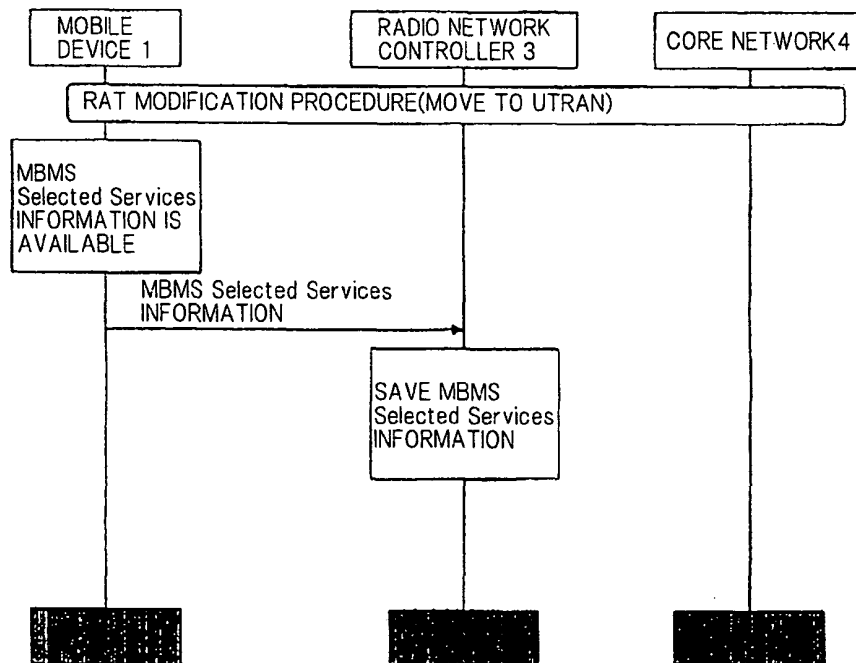 MOBILE
DEVICE 1
RADIO NETWORK
CONTROLLER 3
CORE NETWORK4
RAT MODIFICATION PROCEDURE(MOVE TO UTRAN)
MBMS
Selected Services
INFORMATION IS
AVAILABLE
MBMS Selected Services
INFORMATION
SAVE MBMS
Selected Services
INFORMATION